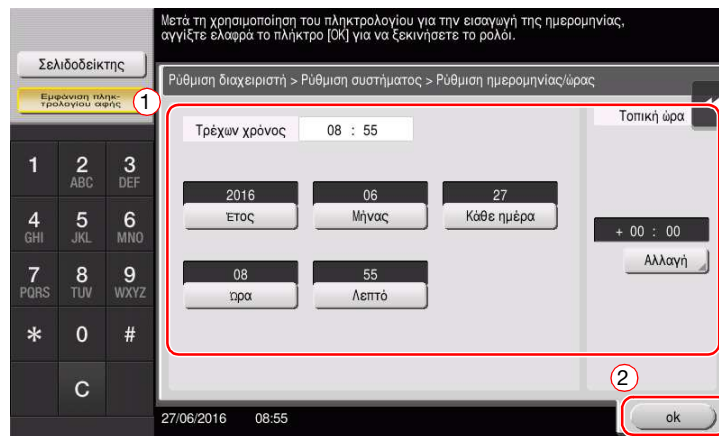 Μετά τη χρησιμοποίηση του πληκτρολογίου για την εισαγωγή της ημερομηνίας,
αγγίξτε ελαφρά το πλήκτρο [OK] για να ξεκινήσετε το ρολόι.
Σελιδοδείκτης
Εμφάνιση πληκ-
τρολογίου αφής
1
Ρύθμιση διαχειριστή > Ρύθμιση συστήματος > Ρύθμιση ημερομηνίας/ώρας
Τοπική ώρα
Τρέχων χρόνος 08 : 55
2016 06 27
Έτος Μήνας Κάθε ημέρα
+ 00 : 00
Αλλαγή
08 55
Ώρα Λεπτό
1 2 3
ABC DEF
4 5 6
GHI JKL MNO
7 8 9
PQRS TUV WXYZ
* 0 #
C
2
ok
27/06/2016 08:55